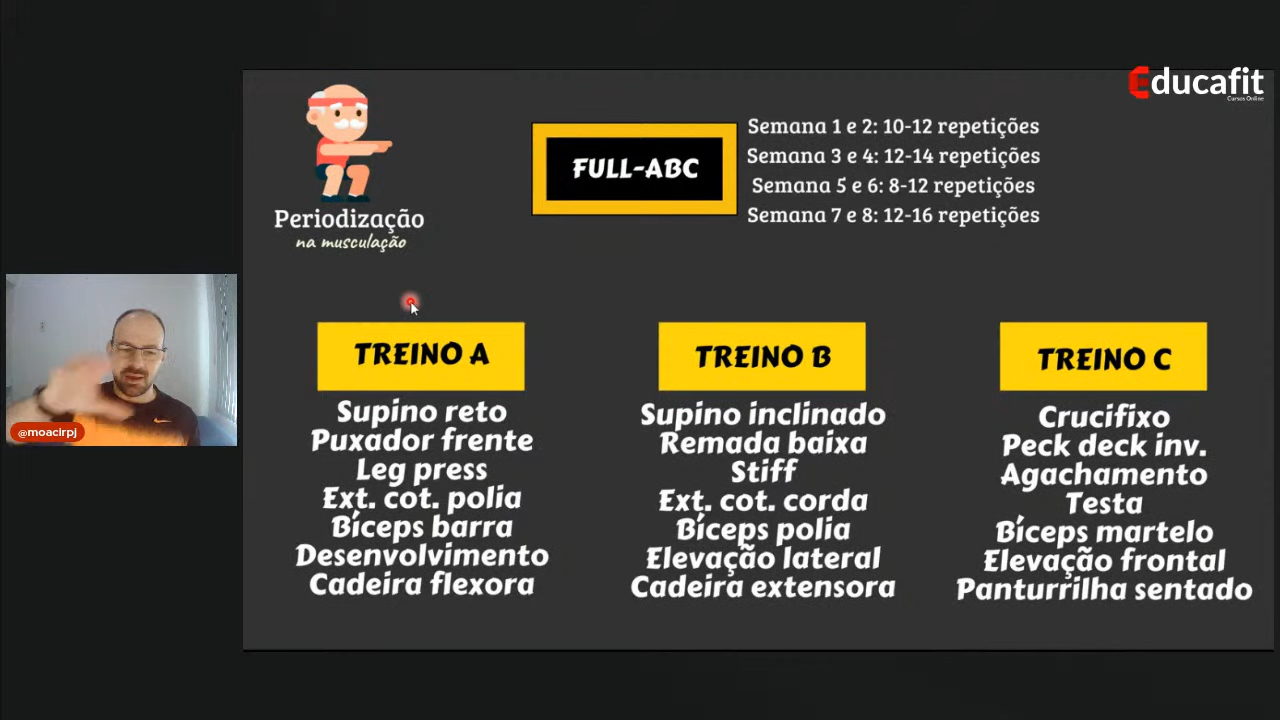 Educafit
Cursos Online
Periodização
na musculação
FULL-ABC
Semana 1 e 2: 10-12 repetições
Semana 3 e 4: 12-14 repetições
Semana 5 e 6: 8-12 repetições
Semana 7 e 8: 12-16 repetições
@moacirpj
TREINO A
Supino reto
Puxador frente
Leg press
Ext. cot. polia
Bíceps barra
Desenvolvimento
Cadeira flexora
TREINO B
Supino inclinado
Remada baixa
Stiff
Ext. cot. corda
Bíceps polia
Elevação lateral
Cadeira extensora
TREINO C
Crucifixo
Peck deck inv.
Agachamento
Testa
Bíceps martelo
Elevação frontal
Panturrilha sentado